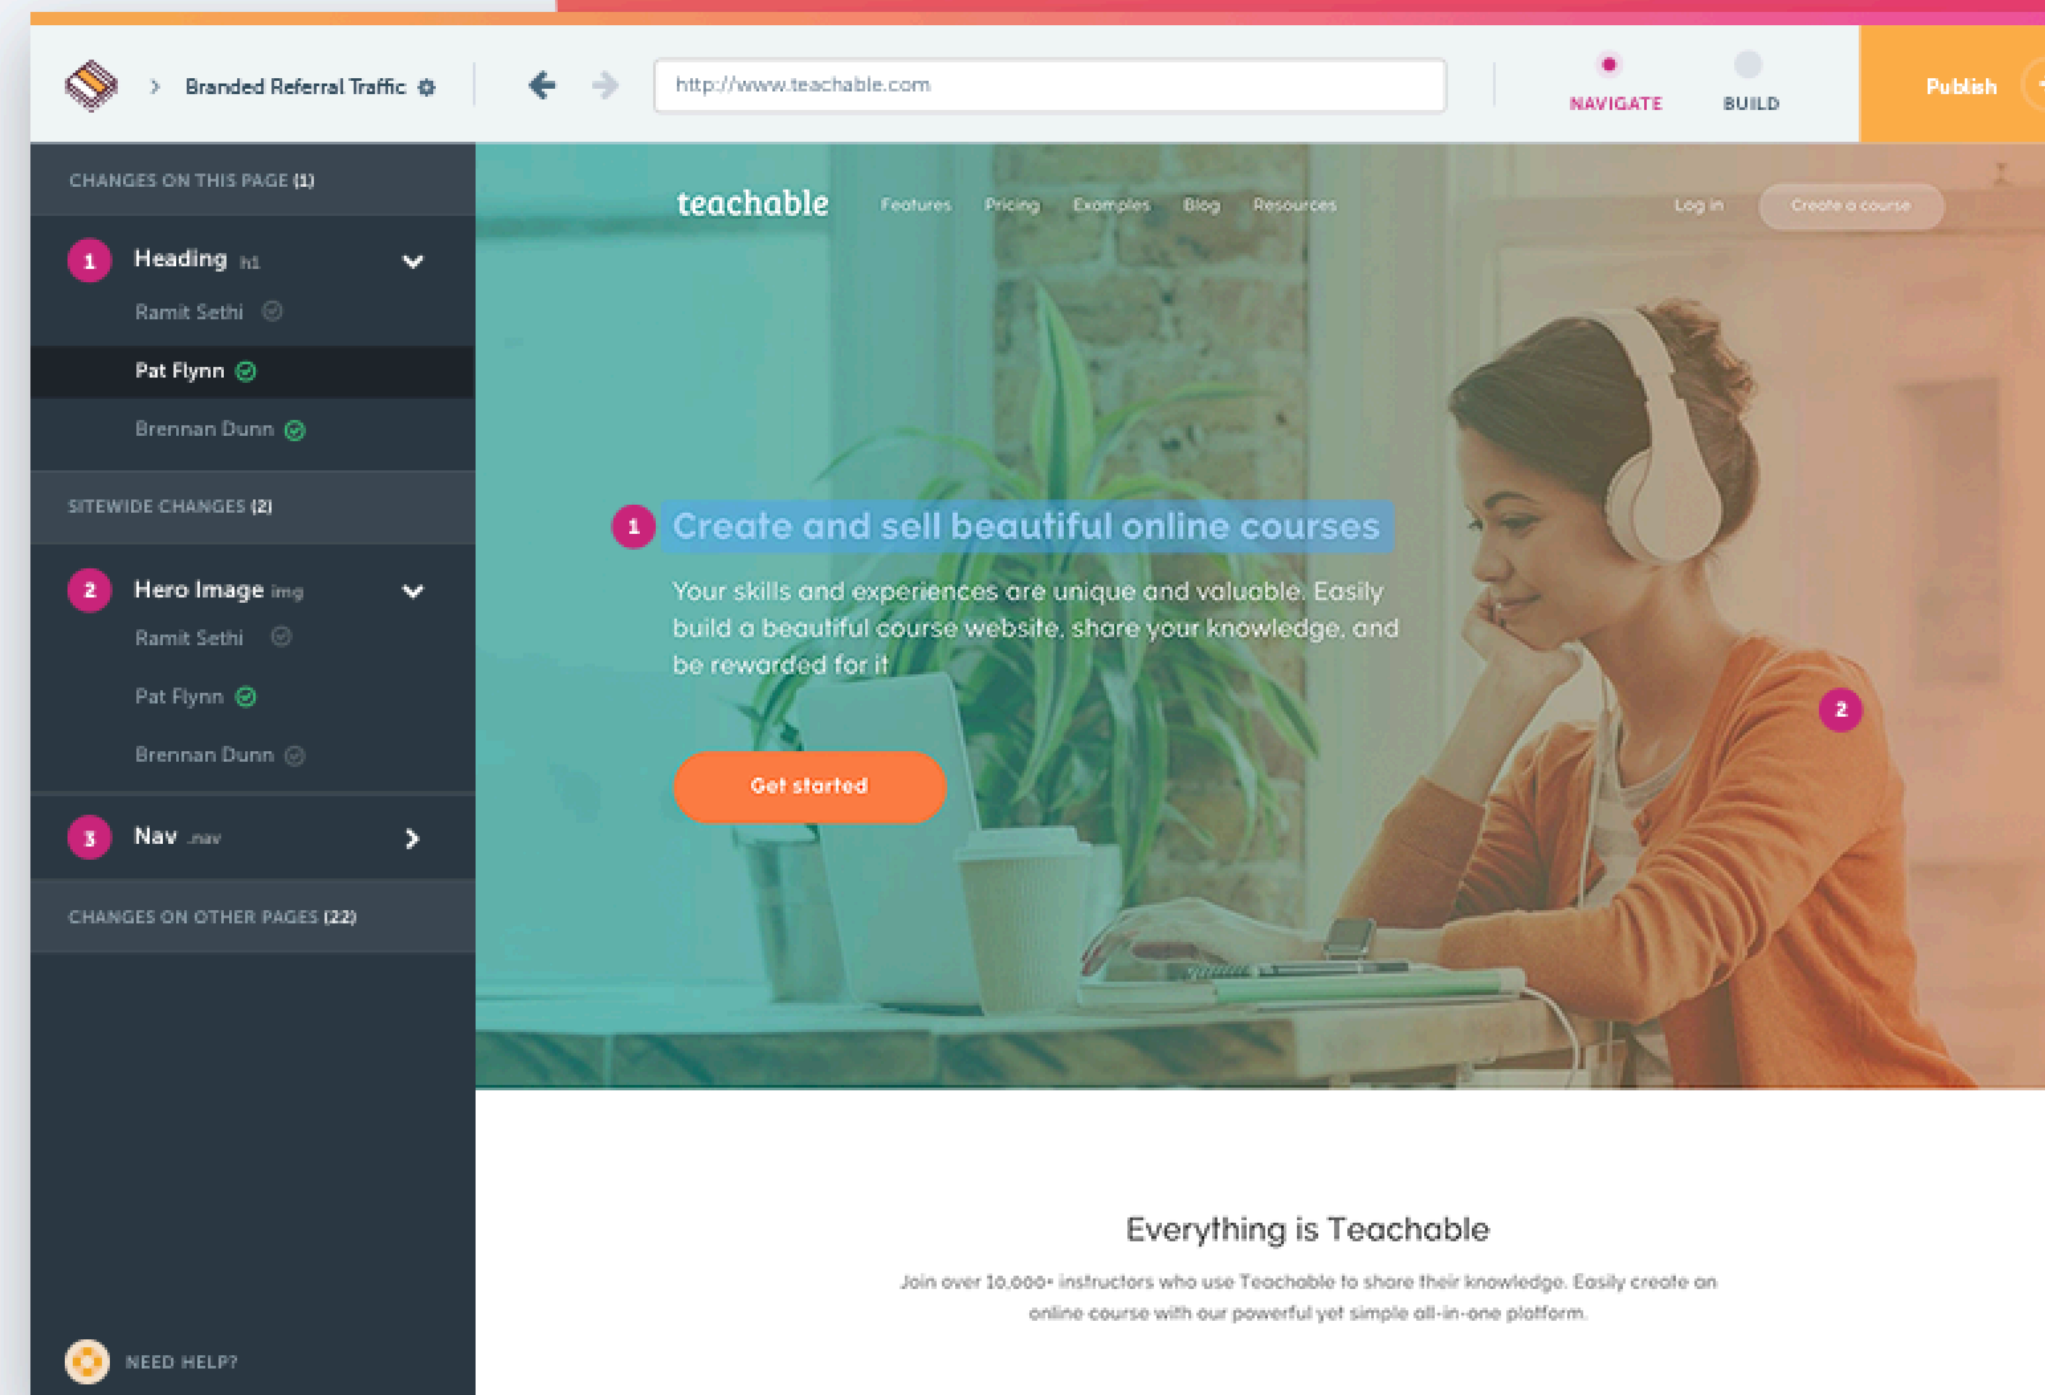 Branded Referral Traffic
http://www.teachable.com
NAVIGATE
BUILD
Publish
CHANGES ON THIS PAGE (1)
1 Heading h1
Ramit Sethi
Pat Flynn
Brennan Dunn
SITEWIDE CHANGES (2)
2 Hero Image img
Ramit Sethi
Pat Flynn
Brennan Dunn
3 Nav .nav
CHANGES ON OTHER PAGES (22)
NEED HELP?
teachable
Features Pricing Examples Blog Resources
Log in
Create a course
1 Create and sell beautiful online courses
Your skills and experiences are unique and valuable. Easily
build a beautiful course website, share your knowledge, and
be rewarded for it
Get started
2
Everything is Teachable
Join over 10,000+ instructors who use Teachable to share their knowledge. Easily create an
online course with our powerful yet simple all-in-one platform.